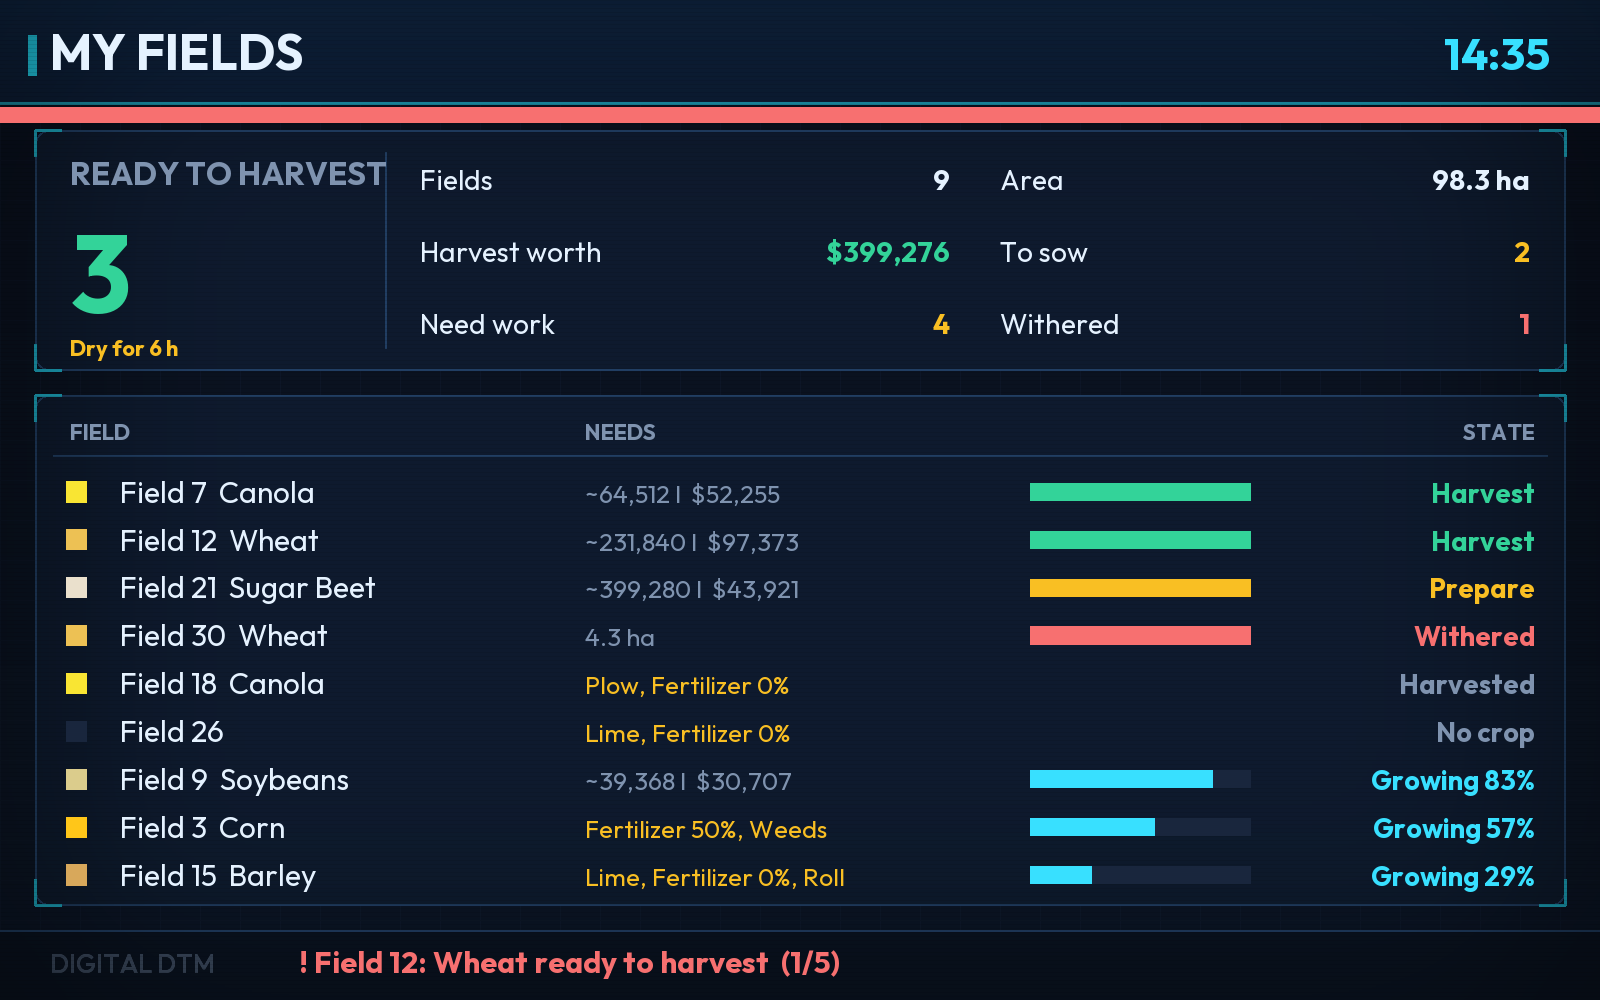 MY FIELDS 14:35
READY TO HARVEST
3
Dry for 6 h
Fields 9 Area 98.3 ha
Harvest worth $399,276 To sow 2
Need work 4 Withered 1
FIELD NEEDS STATE
Field 7 Canola ~64,512 l $52,255 Harvest
Field 12 Wheat ~231,840 l $97,373 Harvest
Field 21 Sugar Beet ~399,280 l $43,921 Prepare
Field 30 Wheat 4.3 ha Withered
Field 18 Canola Plow, Fertilizer 0% Harvested
Field 26 Lime, Fertilizer 0% No crop
Field 9 Soybeans ~39,368 l $30,707 Growing 83%
Field 3 Corn Fertilizer 50%, Weeds Growing 57%
Field 15 Barley Lime, Fertilizer 0%, Roll Growing 29%
DIGITAL DTM ! Field 12: Wheat ready to harvest (1/5)